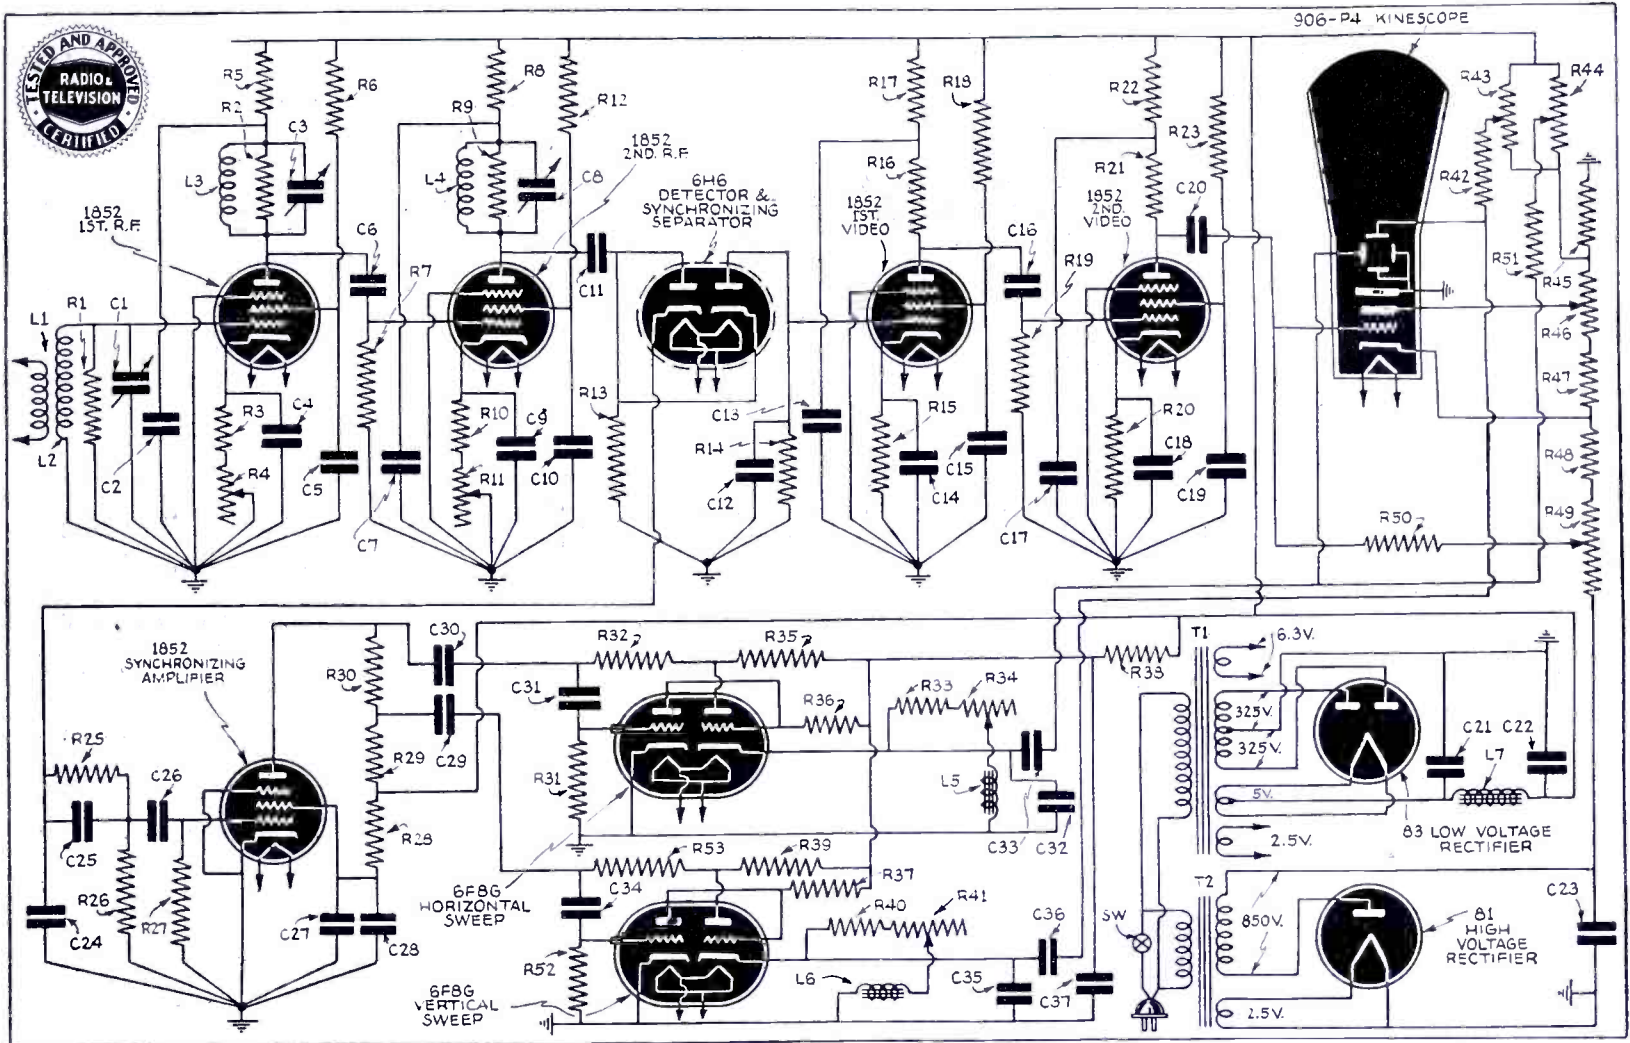 906-P4 KINESCOPE
TESTED AND APPROVED
RADIO &
TELEVISION
CERTIFIED
R5
R6
R2
C3
L3
1852
1ST. R.F.
R8
R12
R9
L4
C8
1852
2ND. R.F.
6H6
DETECTOR &
SYNCHRONIZING
SEPARATOR
R17
R18
R16
1852
1ST.
VIDEO
R22
R23
R21
1852
2ND.
VIDEO
C20
R43
R44
R42
R51
R45
R46
R47
R48
R49
R50
L1
R1
C1
L2
C2
R3
R4
C4
C5
C6
R7
C7
R10
R11
C9
C10
C11
R13
R14
C12
C13
R15
C14
C15
C16
R19
C17
R20
C18
C19
1852
SYNCHRONIZING
AMPLIFIER
R30
C30
R32
R35
R33
T1
6.3V.
C31
R36
R33
R34
325V.
325V.
C21
L7
C22
R25
C26
R29
C29
R31
L5
C33
C32
5V.
83 LOW VOLTAGE
RECTIFIER
2.5V.
C25
R28
R26
R27
C24
C27
C28
6F8G
HORIZONTAL
SWEEP
R53
R39
R37
C34
R40
R41
R52
L6
C35
C36
C37
6F8G
VERTICAL
SWEEP
SW
T2
850V.
2.5V.
81
HIGH
VOLTAGE
RECTIFIER
C23